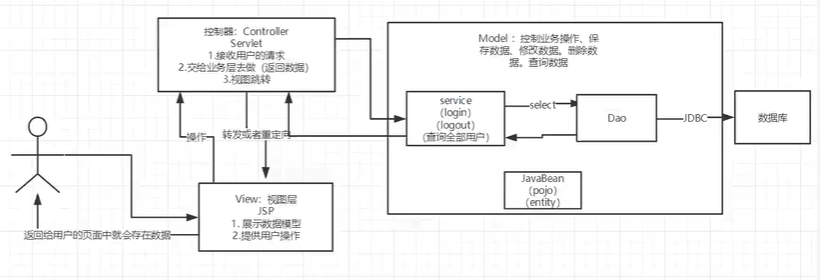 控制器：Controller
Servlet
1.接收用户的请求
2.交给业务层去做（返回数据）
3.视图跳转
Model ：控制业务操作、保
存数据、修改数据。删除数
据。查询数据
service
（login）
（logout）
（查询全部用户）
select
Dao
JDBC
数据库
操作
转发或者重定向
JavaBean
（pojo）
（entity）
View：视图层
JSP
1. 展示数据模型
2.提供用户操作
返回给用户的页面中就会存在数据